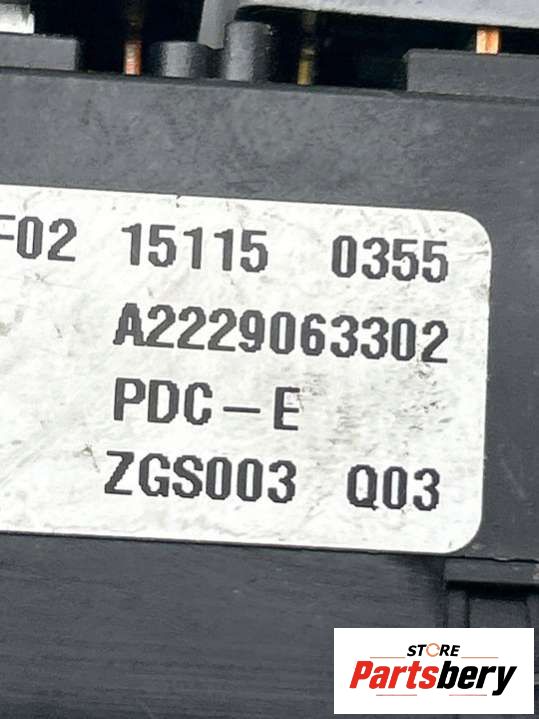 F02 15115 0355
A2229063302
PDC-E
ZGS003 Q03
STORE
Partsbery